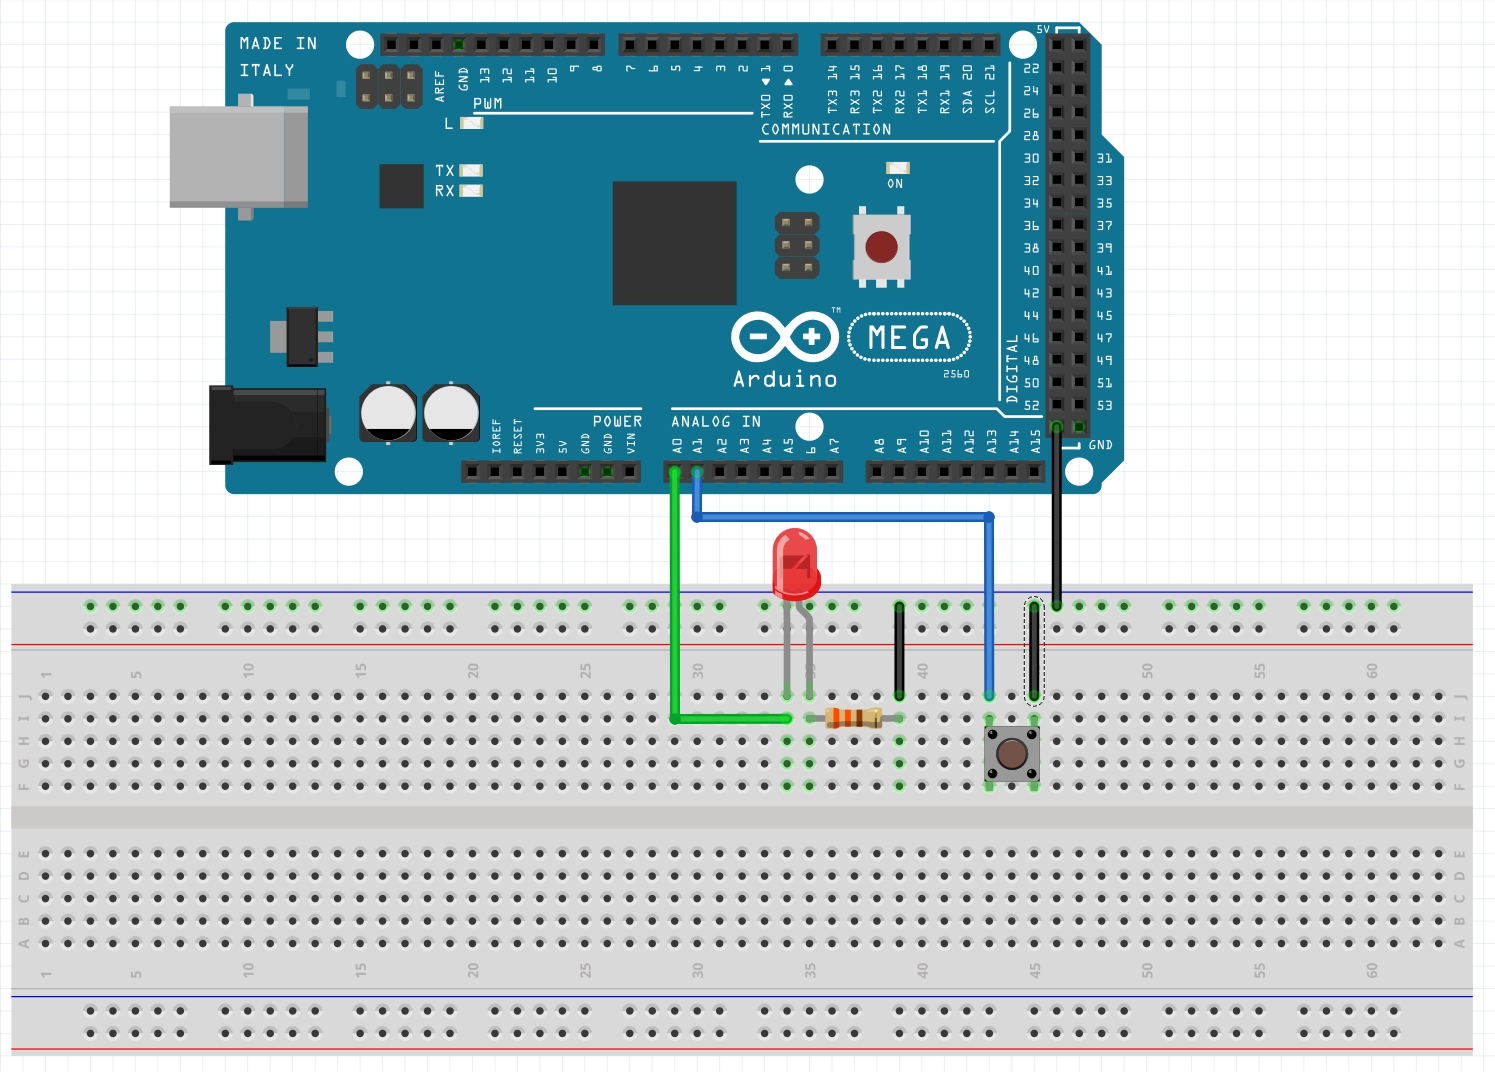 MADE IN
ITALY
AREF
GND
13
12
11
10
9
8
7
6
5
4
3
2
TX0 ◄ 1
RX0 ► 0
TX3 14
RX3 15
TX2 16
RX2 17
TX1 18
RX1 19
SDA 20
SCL 21
5V
PWM
COMMUNICATION
L
TX
RX
ON
22
24
26
28
30 31
32 33
34 35
36 37
38 39
40 41
42 43
44 45
46 47
48 49
50 51
52 53
GND
DIGITAL
TM
MEGA
2560
Arduino
POWER
ANALOG IN
IOREF
RESET
3V3
5V
GND
GND
VIN
A0
A1
A2
A3
A4
A5
6
A7
A8
A9
A10
A11
A12
A13
A14
A15
1 5 10 15 20 25 30 40 50 55 60
J J
I I
H H
G G
F F
E E
D D
C C
B B
A A
1 5 10 15 20 25 30 35 40 45 50 55 60